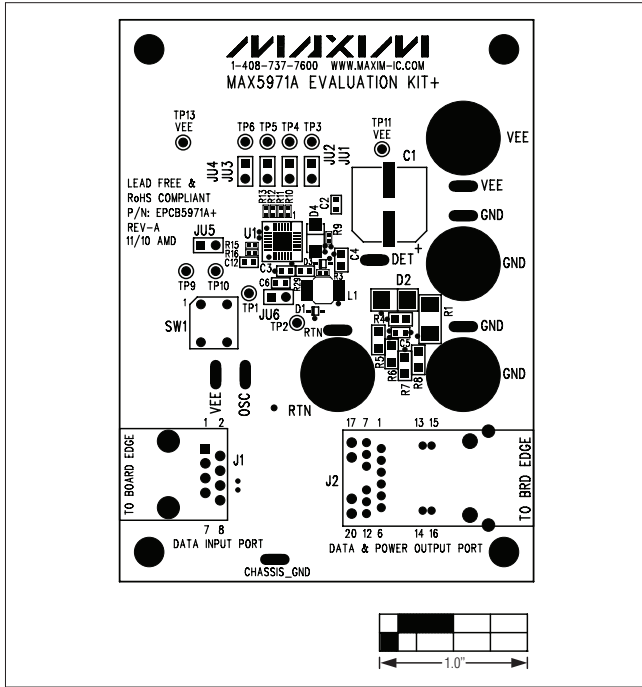 MAXIM
1-408-737-7600 WWW.MAXIM-IC.COM
MAX5971A EVALUATION KIT+
TP13
VEE
TP6 TP5 TP4 TP3
TP11
VEE
VEE
JU4
JU3
JU2
JU1
C1
LEAD FREE &
RoHS COMPLIANT
P/N: EPCB5971A+
REV-A
11/10 AMD
VEE
GND
R13
R12
R11
R10
C2
D4
R9
U1
1
JU5
R15
R16
C12
C3
C4
DET
+
GND
TP9 TP10
C6
R29
R3
L1
D2
1
SW1
TP1
JU6
D1
TP2
RTN
R4
C5
R1
GND
R5
R6
R7
R8
VEE
OSC
RTN
GND
1 2
17 7 1 13 15
TO BOARD EDGE
J1
J2
TO BRD EDGE
7 8
20 12 6 14 16
DATA INPUT PORT
DATA & POWER OUTPUT PORT
CHASSIS_GND
1.0"